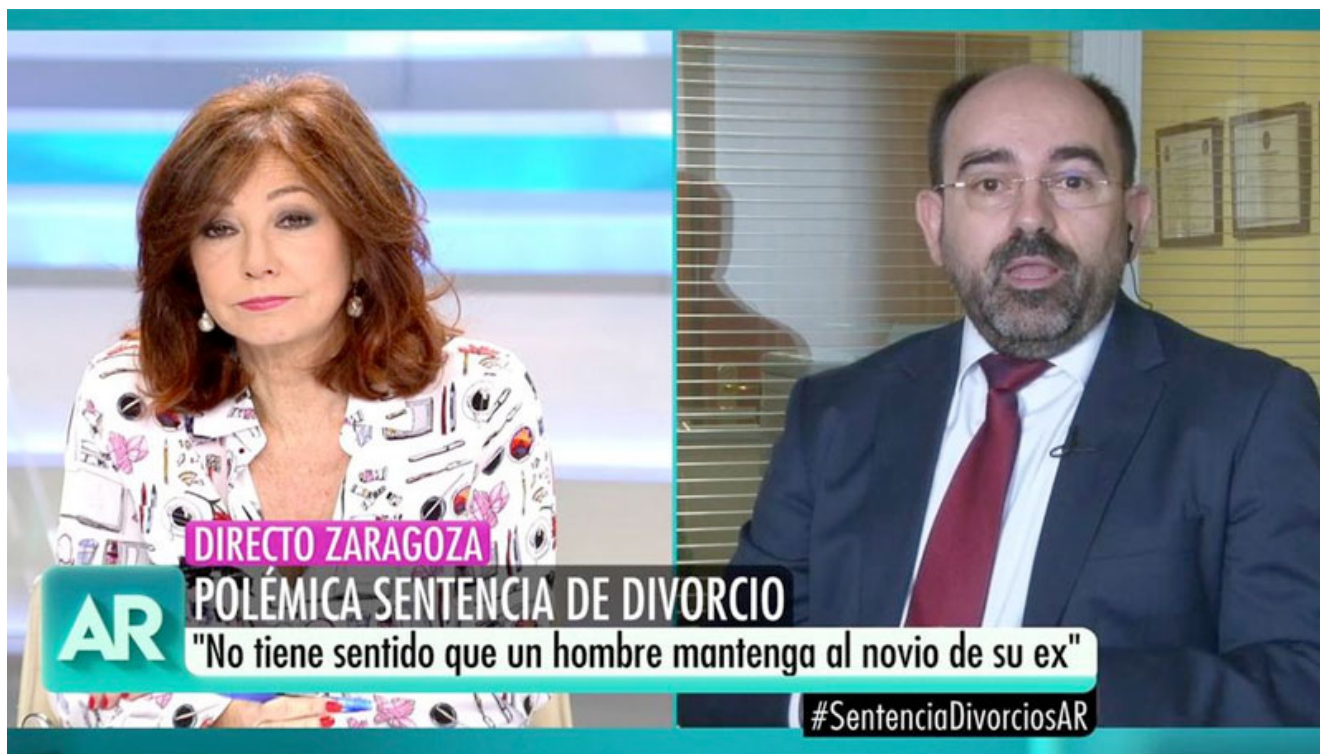 DIRECTO ZARAGOZA
POLÉMICA SENTENCIA DE DIVORCIO
AR
"No tiene sentido que un hombre mantenga al novio de su ex"
#SentenciaDivorciosAR